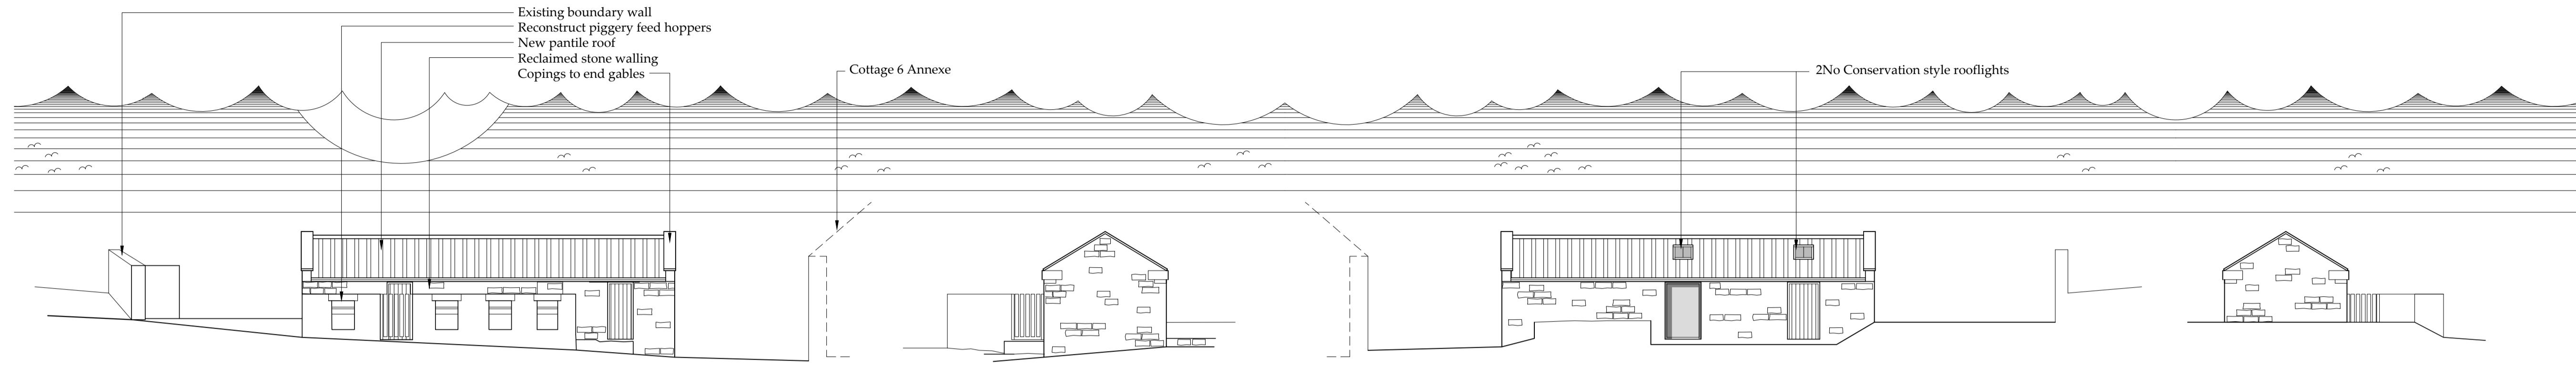 Existing boundary wall
Reconstruct piggery feed hoppers
New pantile roof
Reclaimed stone walling
Copings to end gables
Cottage 6 Annexe
2No Conservation style rooflights